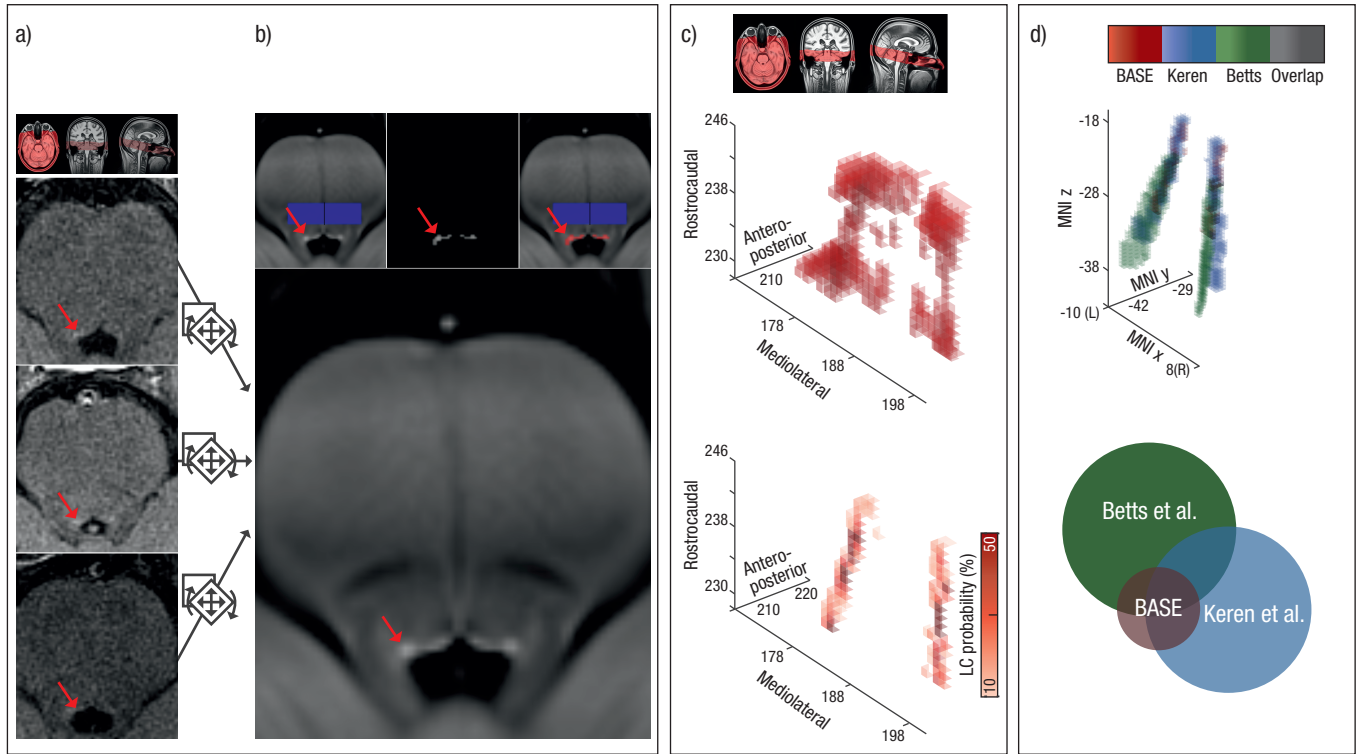 a)
b)
c)
246
238
230
Rostrocaudal
Antero-
posterior
210
178
188
198
Mediolateral
246
238
230
Rostrocaudal
Antero-
posterior
220
210
178
188
198
Mediolateral
LC probability (%)
50
10
d)
BASE Keren Betts Overlap
-18
-28
-38
MNI z
MNI y
-29
-42
-10 (L)
MNI x
8(R)
Betts et al.
BASE
Keren et al.